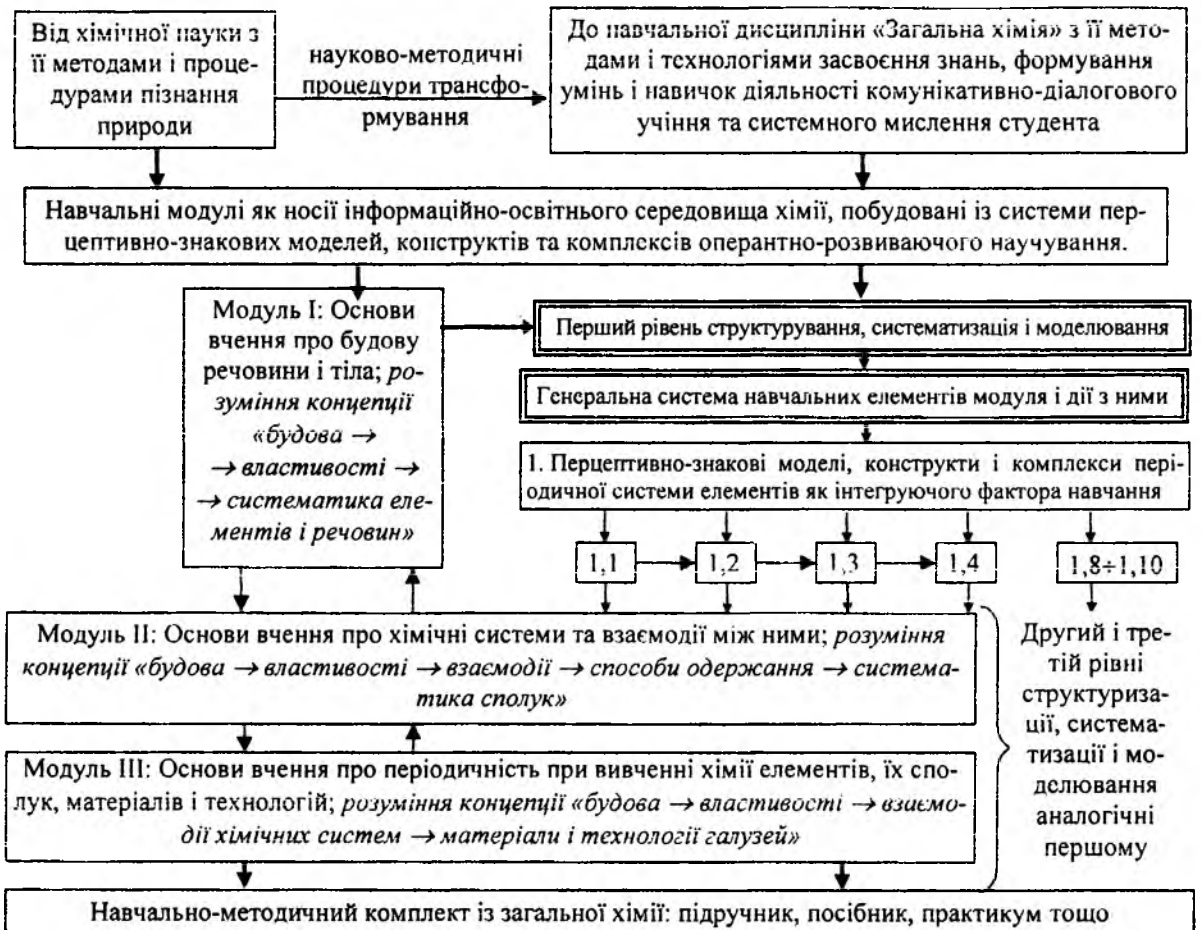 Від хімічної науки з
її методами і проце-
дурами пізнання
природи
науково-методичні
процедури трансфо-
рмування
До навчальної дисципліни «Загальна хімія» з її мето-
дами і технологіями засвоєння знань, формування
умінь і навичок діяльності комунікативно-діалогового
учіння та системного мислення студента
Навчальні модулі як носії інформаційно-освітнього середовища хімії, побудовані із системи пер-
цептивно-знакових моделей, конструктів та комплексів оперантно-розвиваючого научування.
Модуль І: Основи
вчення про будову
речовини і тіла; ро-
зуміння концепції
«будова →
→ властивості →
→ систематика еле-
ментів і речовин»
Перший рівень структурування, систематизація і моделювання
Генеральна система навчальних елементів модуля і дії з ними
1. Перцептивно-знакові моделі, конструкти і комплекси пері-
одичної системи елементів як інтегруючого фактора навчання
1,1
1,2
1,3
1,4
1,8÷1,10
Модуль ІІ: Основи вчення про хімічні системи та взаємодії між ними; розуміння
концепції «будова → властивості → взаємодії → способи одержання → система-
тика сполук»
Модуль ІІІ: Основи вчення про періодичність при вивченні хімії елементів, їх спо-
лук, матеріалів і технологій; розуміння концепції «будова → властивості → взаємо-
дії хімічних систем → матеріали і технології галузей»
Другий і тре-
тій рівні
структуриза-
ції, система-
тизації і мо-
делювання
аналогічні
першому
Навчально-методичний комплект із загальної хімії: підручник, посібник, практикум тощо